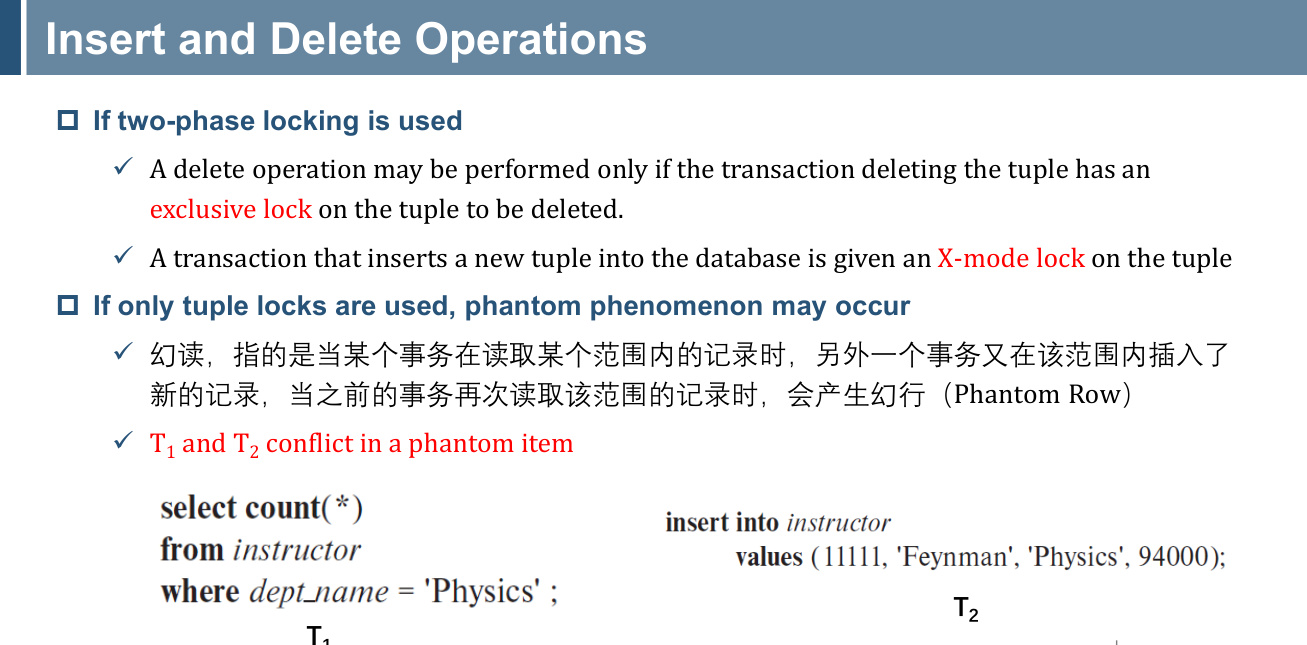 Insert and Delete Operations
If two-phase locking is used
A delete operation may be performed only if the transaction deleting the tuple has an
exclusive lock on the tuple to be deleted.
A transaction that inserts a new tuple into the database is given an X-mode lock on the tuple
If only tuple locks are used, phantom phenomenon may occur
幻读，指的是当某个事务在读取某个范围内的记录时，另外一个事务又在该范围内插入了
新的记录，当之前的事务再次读取该范围的记录时，会产生幻行（Phantom Row）
T1 and T2 conflict in a phantom item
select count(*)
from instructor
where dept_name = 'Physics' ;
T1
insert into instructor
values (11111, 'Feynman', 'Physics', 94000);
T2